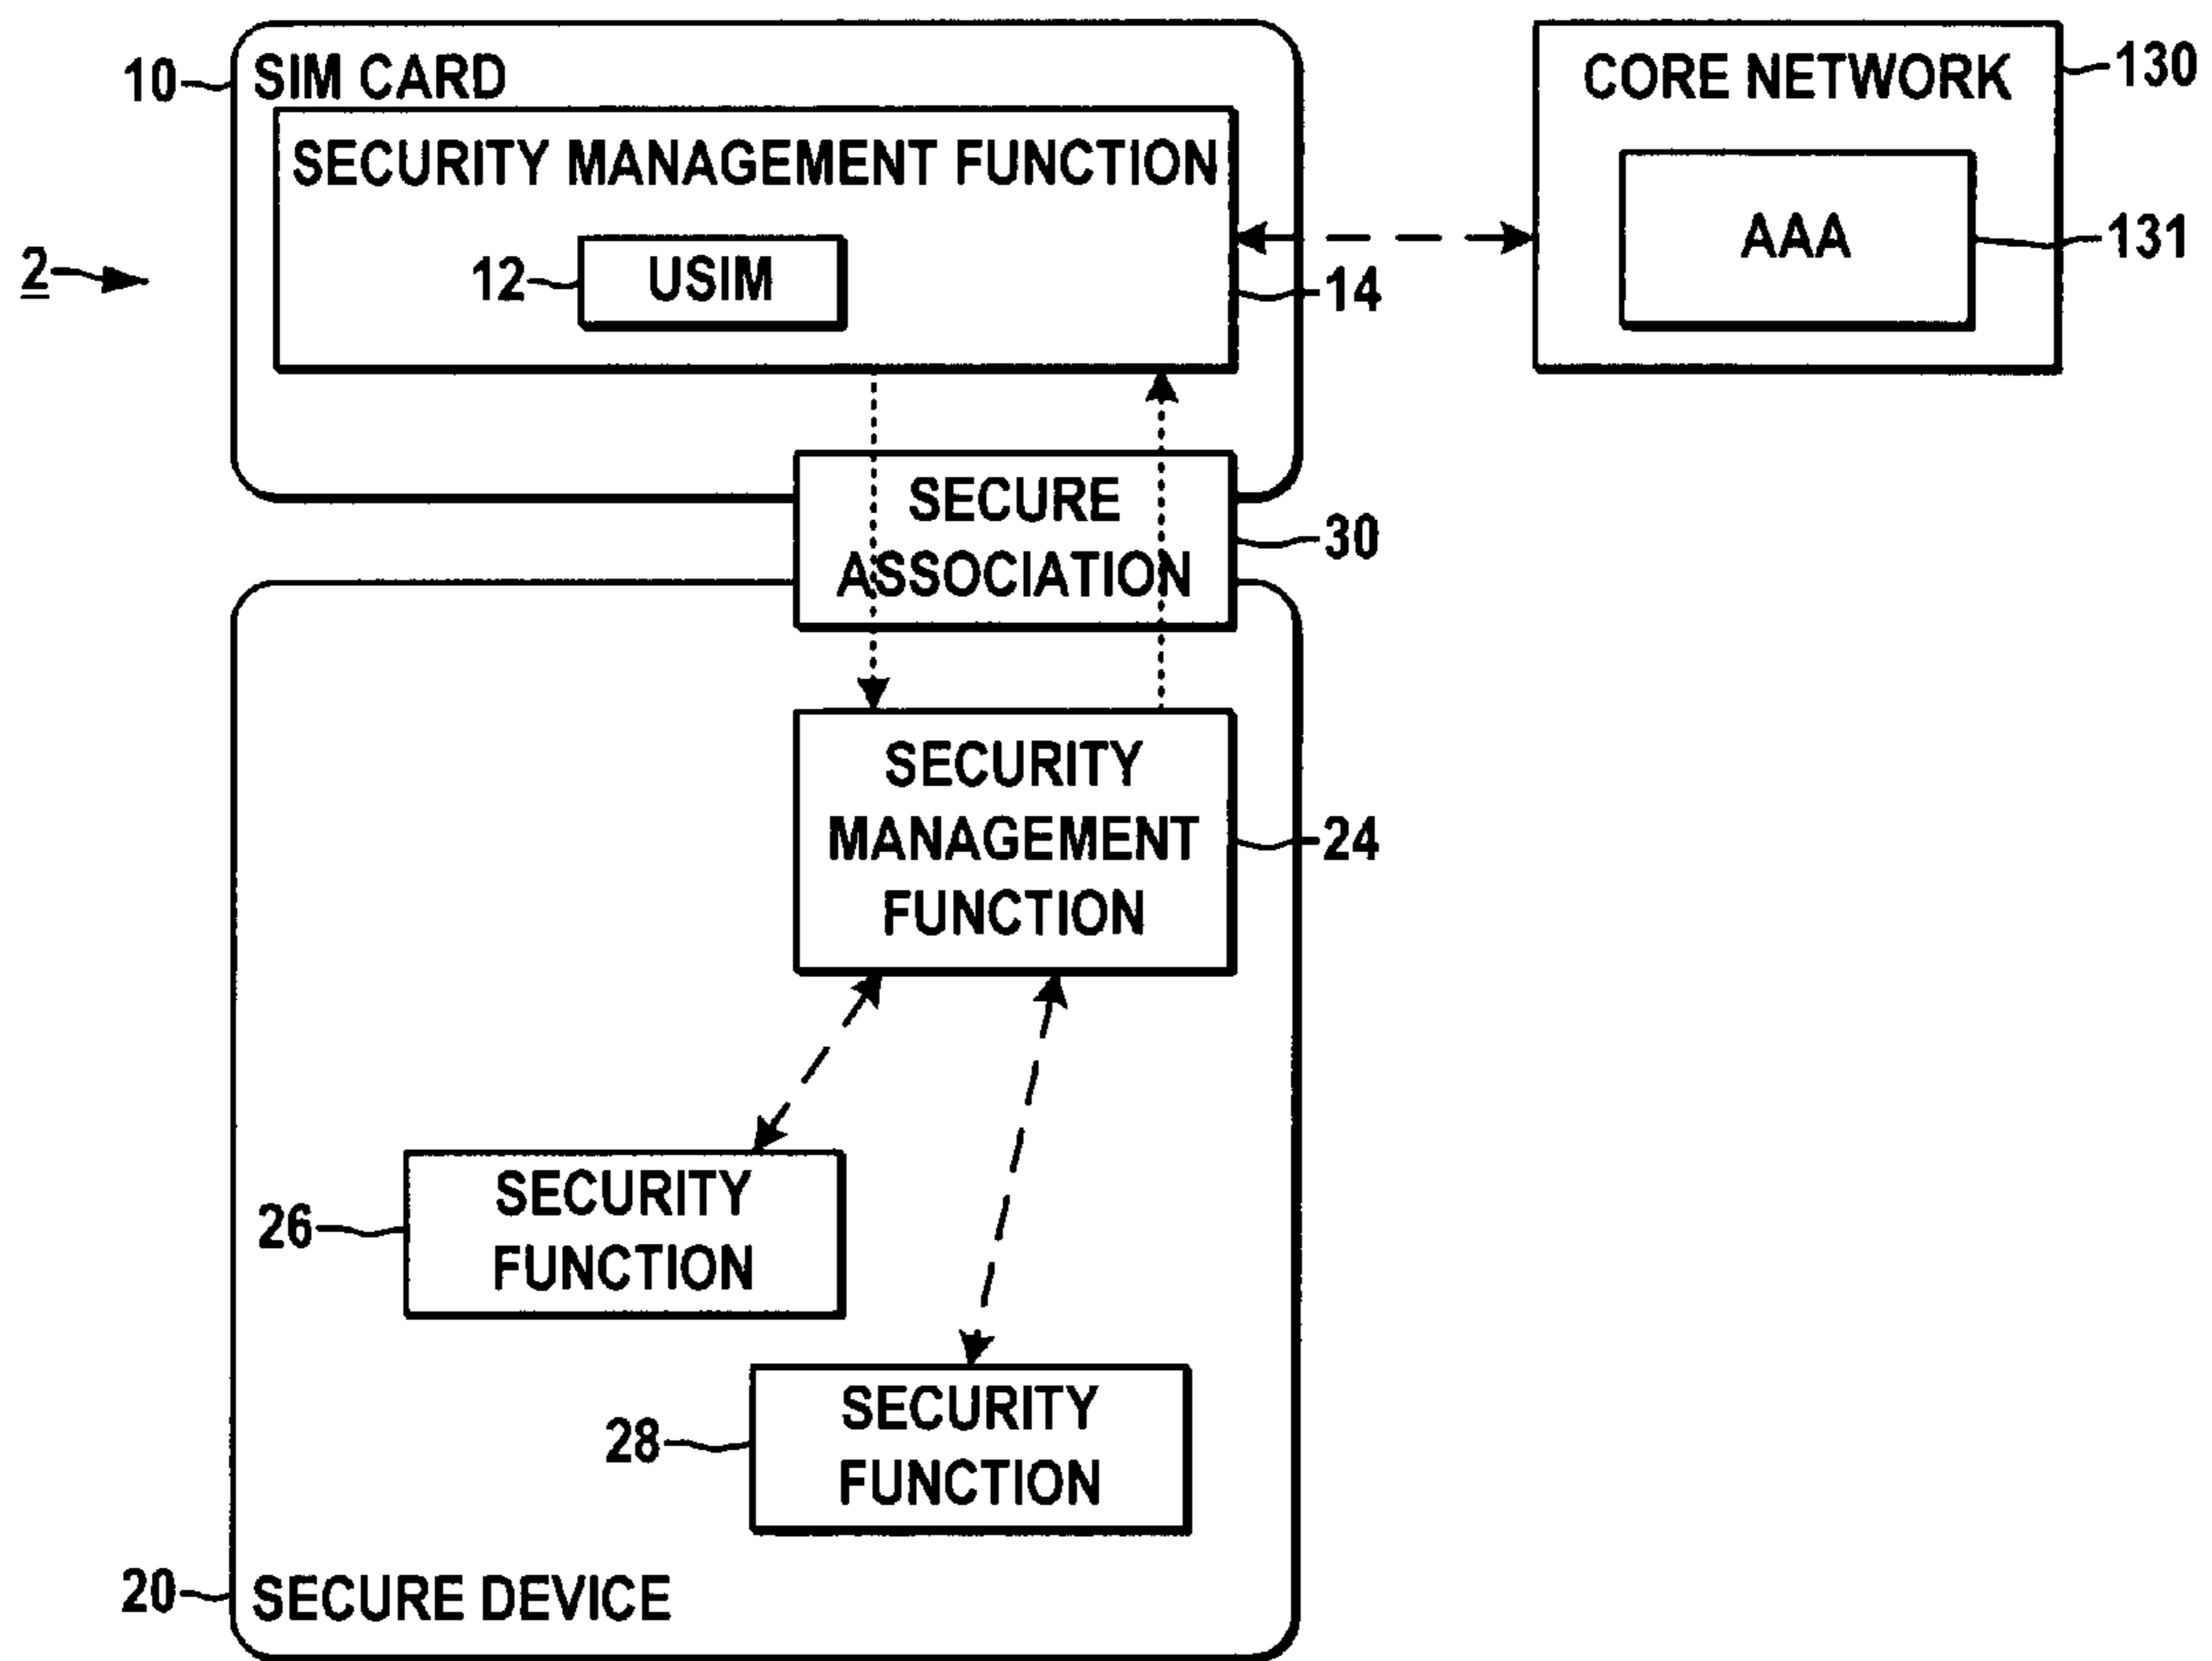 10
SIM CARD
CORE NETWORK
130
SECURITY MANAGEMENT FUNCTION
AAA
131
2
12
USIM
14
SECURE
ASSOCIATION
30
SECURITY
MANAGEMENT
FUNCTION
24
26
SECURITY
FUNCTION
28
SECURITY
FUNCTION
20
SECURE DEVICE